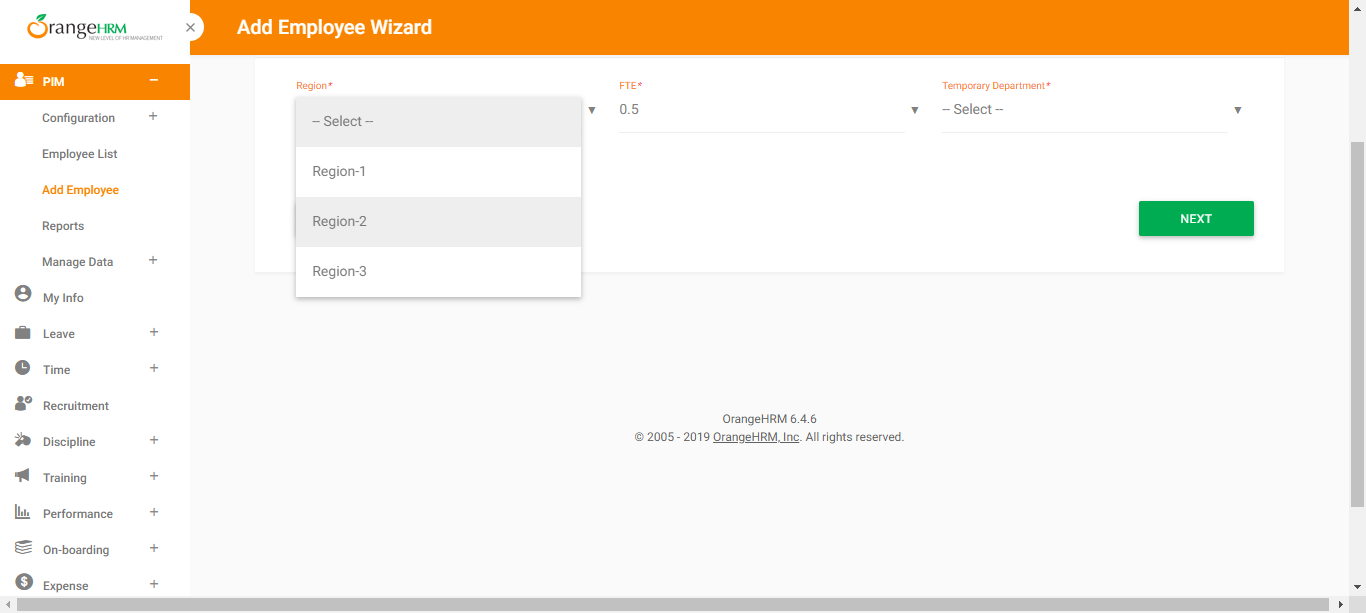 OrangeHRM
NEW LEVEL OF HR MANAGEMENT
Add Employee Wizard
PIM
Configuration
Employee List
Add Employee
Reports
Manage Data
My Info
Leave
Time
Recruitment
Discipline
Training
Performance
On-boarding
Expense
Region*
-- Select --
Region-1
Region-2
Region-3
FTE*
0.5
Temporary Department*
-- Select --
NEXT
OrangeHRM 6.4.6
© 2005 - 2019 OrangeHRM, Inc. All rights reserved.